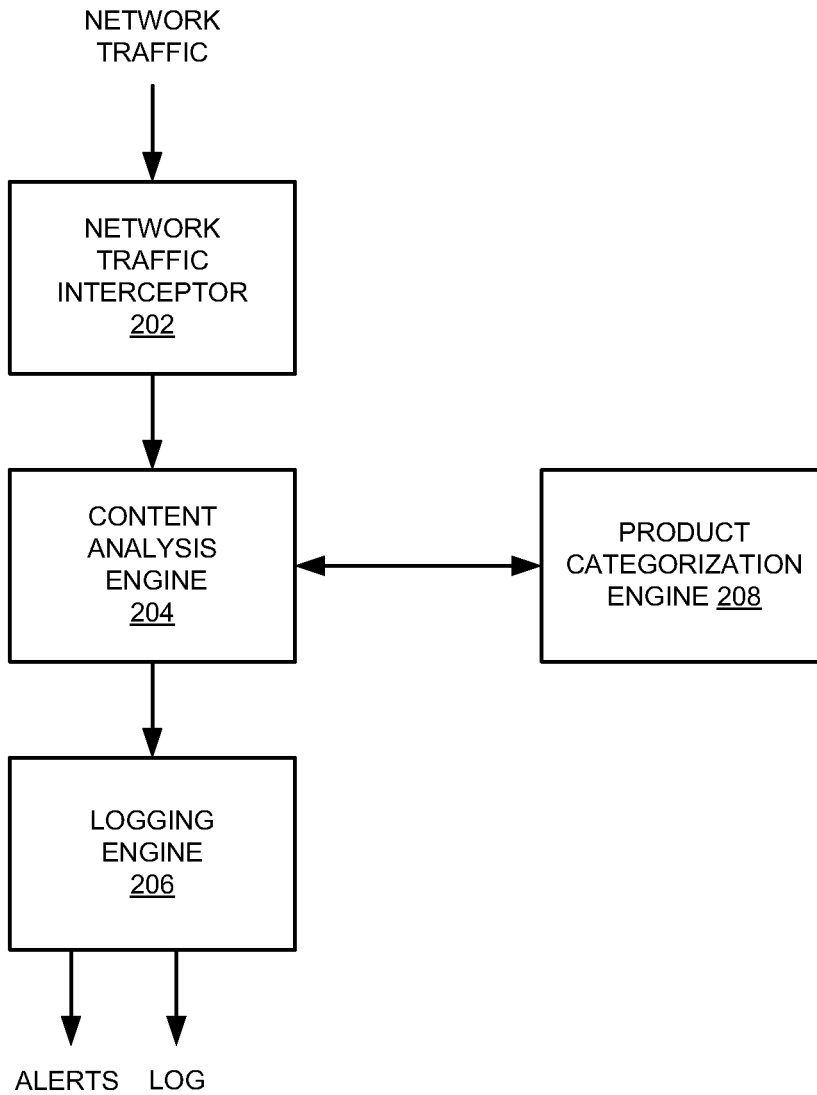 NETWORK
TRAFFIC
NETWORK
TRAFFIC
INTERCEPTOR
202
CONTENT
ANALYSIS
ENGINE
204
PRODUCT
CATEGORIZATION
ENGINE 208
LOGGING
ENGINE
206
ALERTS LOG